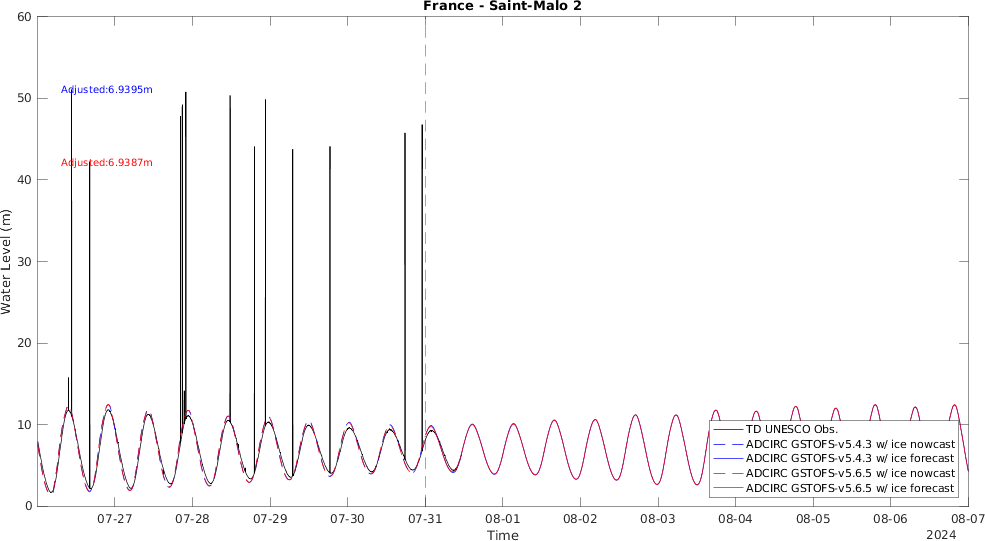 France - Saint-Malo 2
60
50
40
30
20
10
0
Water Level (m)
Adjusted:6.9395m
Adjusted:6.9387m
TD UNESCO Obs.
ADCIRC GSTOFS-v5.4.3 w/ ice nowcast
ADCIRC GSTOFS-v5.4.3 w/ ice forecast
ADCIRC GSTOFS-v5.6.5 w/ ice nowcast
ADCIRC GSTOFS-v5.6.5 w/ ice forecast
07-27 07-28 07-29 07-30 07-31 08-01 08-02 08-03 08-04 08-05 08-06 08-07
Time
2024